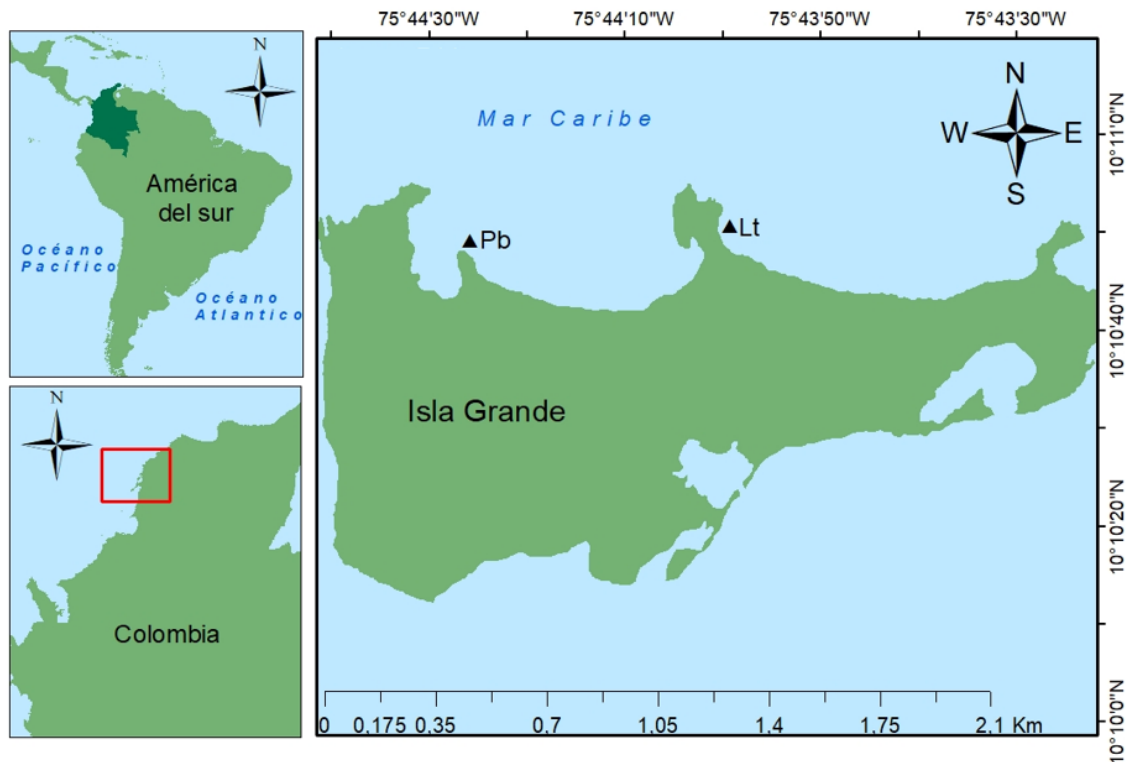 N
América
del sur
Océano
Pacífico
Océano
Atlantico
N
Colombia
75°44'30"W 75°44'10"W 75°43'50"W 75°43'30"W
Mar Caribe
N
W E
S
▲Pb
▲Lt
Isla Grande
10°11'0"N
10°10'40"N
10°10'20"N
10°10'0"N
0 0,175 0,35 0,7 1,05 1,4 1,75 2,1 Km